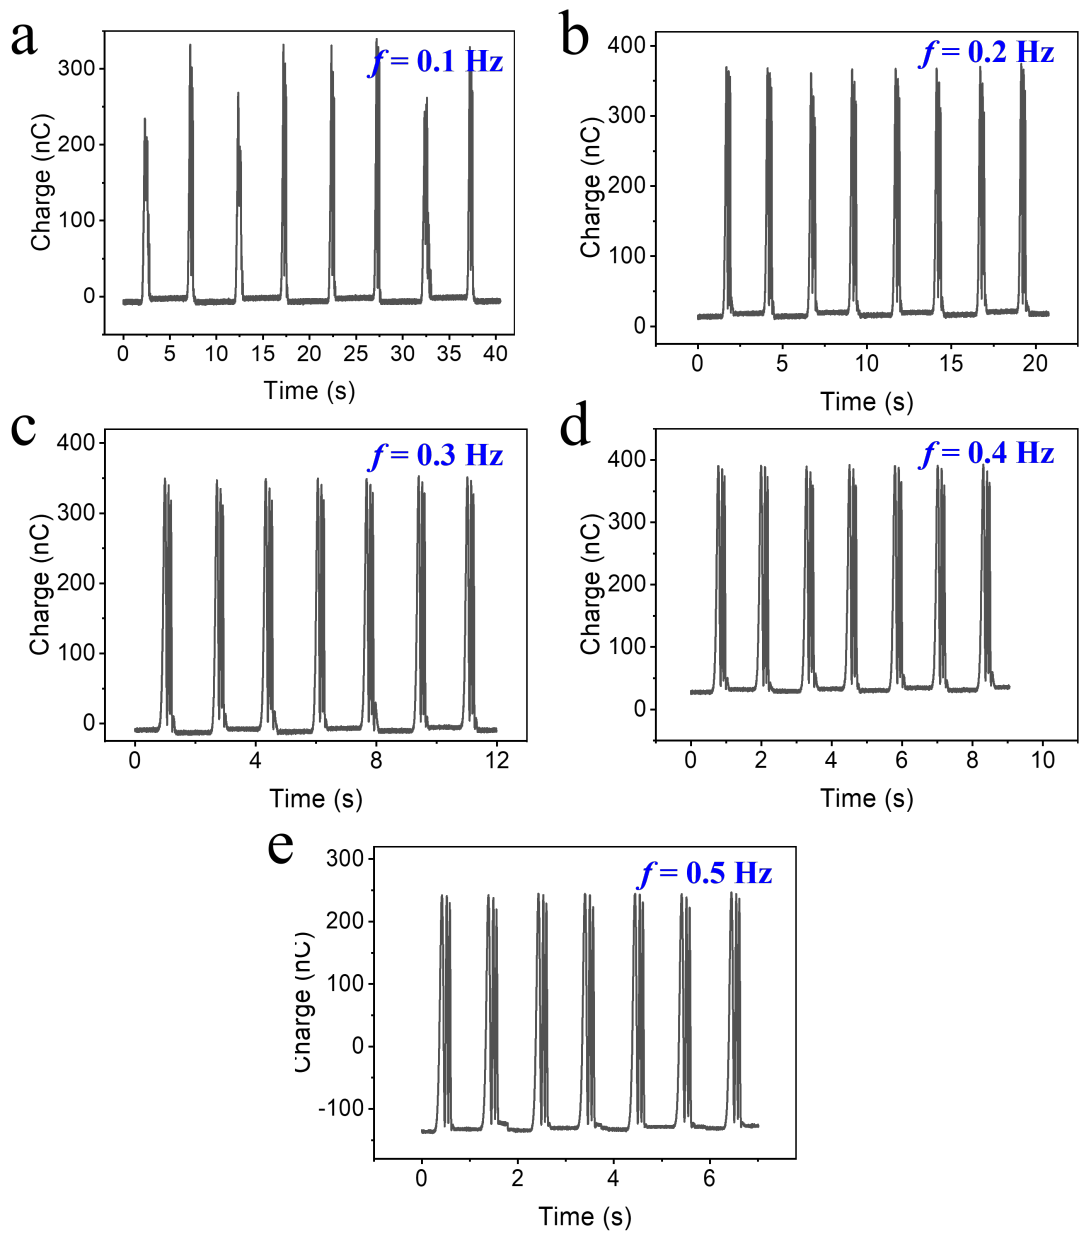 a
f = 0.1 Hz
Charge (nC)
300
200
100
0
0 5 10 15 20 25 30 35 40
Time (s)
b
f = 0.2 Hz
Charge (nC)
400
300
200
100
0
0 5 10 15 20
Time (s)
c
f = 0.3 Hz
Charge (nC)
400
300
200
100
0
0 4 8 12
Time (s)
d
f = 0.4 Hz
Charge (nC)
400
300
200
100
0
0 2 4 6 8 10
Time (s)
e
f = 0.5 Hz
Charge (nC)
300
200
100
0
-100
0 2 4 6
Time (s)